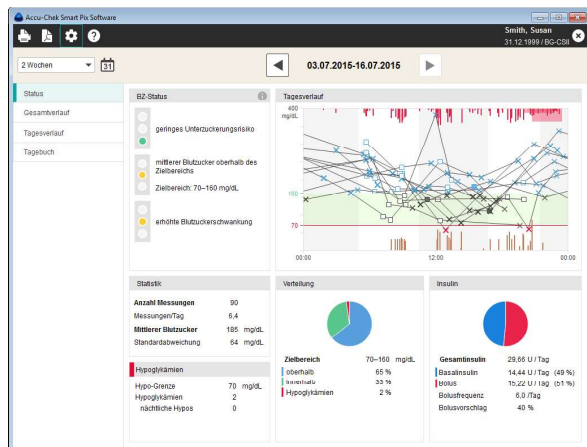 Accu-Chek Smart Pix Software
Smith, Susan
31.12.1999 / BG-CSII
2 Wochen
31
03.07.2015-16.07.2015
Status
Gesamtverlauf
Tagesverlauf
Tagebuch
BZ-Status
geringes Unterzuckerungsrisiko
mittlerer Blutzucker oberhalb des
Zielbereichs
Zielbereich: 70–160 mg/dL
erhöhte Blutzuckerschwankung
Tagesverlauf
400
mg/dL
160
70
00:00
12:00
00:00
Statistik
Anzahl Messungen 90
Messungen/Tag 6,4
Mittlerer Blutzucker 185 mg/dL
Standardabweichung 64 mg/dL
Hypoglykämien
Hypo-Grenze 70 mg/dL
Hypoglykämien 2
nächtliche Hypos 0
Verteilung
Zielbereich 70–160 mg/dL
oberhalb 65 %
innerhalb 33 %
Hypoglykämien 2 %
Insulin
Gesamtinsulin 29,66 U / Tag
Basalinsulin 14,44 U / Tag (49 %)
Bolus 15,22 U / Tag (51 %)
Bolusfrequenz 6,0 /Tag
Bolusvorschlag 40 %